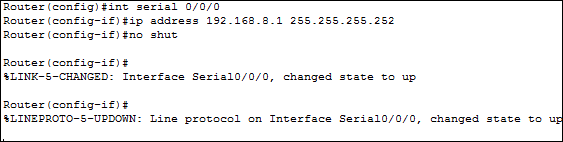 Router(config)#int serial 0/0/0
Router(config-if)#ip address 192.168.8.1 255.255.255.252
Router(config-if)#no shut
Router(config-if)#
%LINK-5-CHANGED: Interface Serial0/0/0, changed state to up
Router(config-if)#
%LINEPROTO-5-UPDOWN: Line protocol on Interface Serial0/0/0, changed state to up